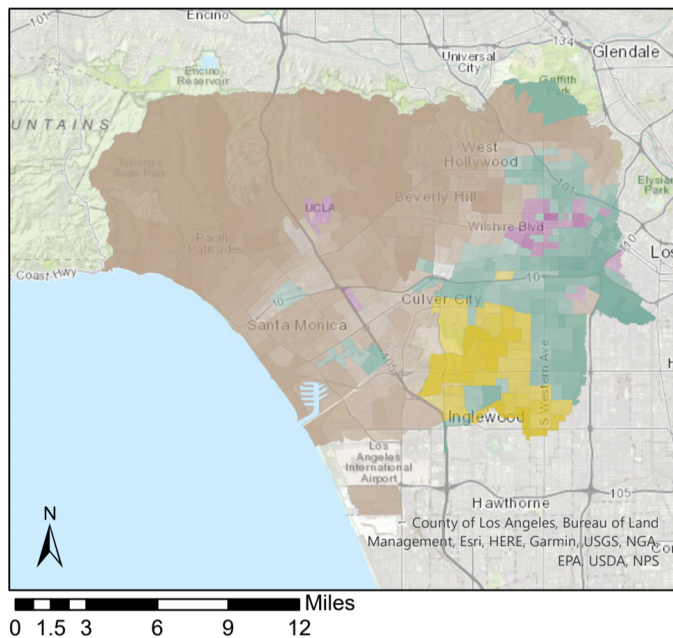 101
Encino
134
Glendale
Universal
City
Encino
Reservoir
Griffith
Park
UNTAINS
Topanga
State Park
West
Hollywood
Elysian
Park
UCLA
Beverly Hills
101
Wilshire Blvd
110
Pacific
Palisades
Los
Coast Hwy
10
10
Culver City
Santa Monica
405
S Western Ave
Inglewood
Los
Angeles
International
Airport
105
Hawthorne
N
County of Los Angeles, Bureau of Land
Management, Esri, HERE, Garmin, USGS, NGA,
EPA, USDA, NPS
Miles
0 1.5 3 6 9 12